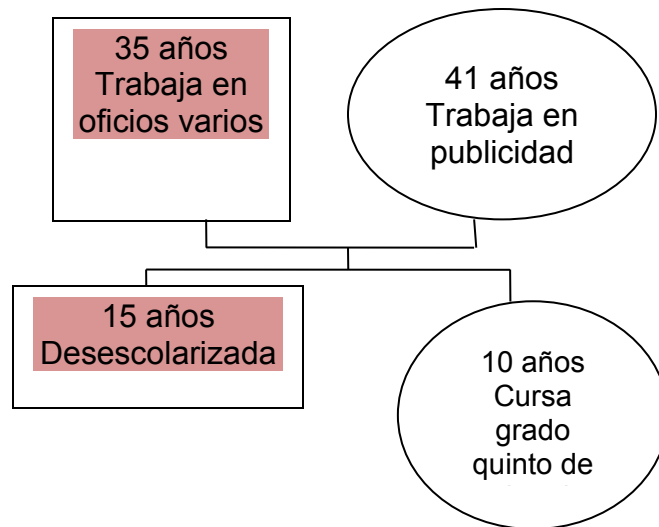 35 años
Trabaja en
oficios varios
41 años
Trabaja en
publicidad
15 años
Desescolarizada
10 años
Cursa
grado
quinto de